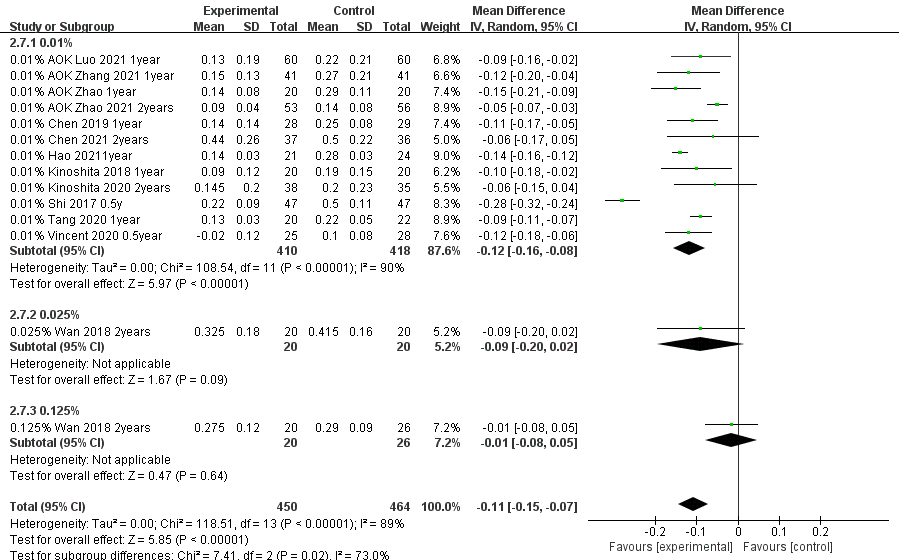 Experimental Control Mean Difference Mean Difference
Study or Subgroup Mean SD Total Mean SD Total Weight IV, Random, 95% CI IV, Random, 95% CI
2.7.1 0.01%
0.01% AOK Luo 2021 1year 0.13 0.19 60 0.22 0.21 60 6.8% -0.09 [-0.16, -0.02]
0.01% AOK Zhang 2021 1year 0.15 0.13 41 0.27 0.21 41 6.6% -0.12 [-0.20, -0.04]
0.01% AOK Zhao 1year 0.14 0.08 20 0.29 0.11 20 7.4% -0.15 [-0.21, -0.09]
0.01% AOK Zhao 2021 2years 0.09 0.04 53 0.14 0.08 56 8.8% -0.05 [-0.07, -0.03]
0.01% Chen 2019 1year 0.14 0.14 28 0.25 0.08 29 7.4% -0.11 [-0.17, -0.05]
0.01% Chen 2021 2years 0.44 0.26 37 0.5 0.22 36 5.0% -0.06 [-0.17, 0.05]
0.01% Hao 20211year 0.14 0.03 21 0.28 0.03 24 9.0% -0.14 [-0.16, -0.12]
0.01% Kinoshita 2018 1year 0.09 0.12 20 0.19 0.15 20 6.3% -0.10 [-0.18, -0.02]
0.01% Kinoshita 2020 2years 0.145 0.2 38 0.2 0.23 35 5.6% -0.06 [-0.15, 0.04]
0.01% Shi 2017 0.5y 0.22 0.09 47 0.5 0.11 47 8.3% -0.28 [-0.32, -0.24]
0.01% Tang 2020 1year 0.13 0.03 20 0.22 0.05 22 8.9% -0.09 [-0.11, -0.07]
0.01% Vincent 2020 0.5year -0.02 0.12 25 0.1 0.08 28 7.6% -0.12 [-0.18, -0.06]
Subtotal (95% CI) 410 418 87.6% -0.12 [-0.16, -0.08]
Heterogeneity: Tau² = 0.00; Chi² = 108.54, df = 11 (P < 0.00001); I² = 90%
Test for overall effect: Z = 5.97 (P < 0.00001)
2.7.2 0.025%
0.025% Wan 2018 2years 0.325 0.18 20 0.415 0.16 20 5.2% -0.09 [-0.20, 0.02]
Subtotal (95% CI) 20 20 5.2% -0.09 [-0.20, 0.02]
Heterogeneity: Not applicable
Test for overall effect: Z = 1.67 (P = 0.09)
2.7.3 0.125%
0.125% Wan 2018 2years 0.275 0.12 20 0.29 0.09 26 7.2% -0.01 [-0.08, 0.05]
Subtotal (95% CI) 20 26 7.2% -0.01 [-0.08, 0.05]
Heterogeneity: Not applicable
Test for overall effect: Z = 0.47 (P = 0.64)
Total (95% CI) 450 464 100.0% -0.11 [-0.15, -0.07]
Heterogeneity: Tau² = 0.00; Chi² = 118.51, df = 13 (P < 0.00001); I² = 89%
Test for overall effect: Z = 5.85 (P < 0.00001)
Test for subgroup differences: Chi² = 7.41, df = 2 (P = 0.02), I² = 73.0%
-0.2 -0.1 0 0.1 0.2
Favours [experimental] Favours [control]